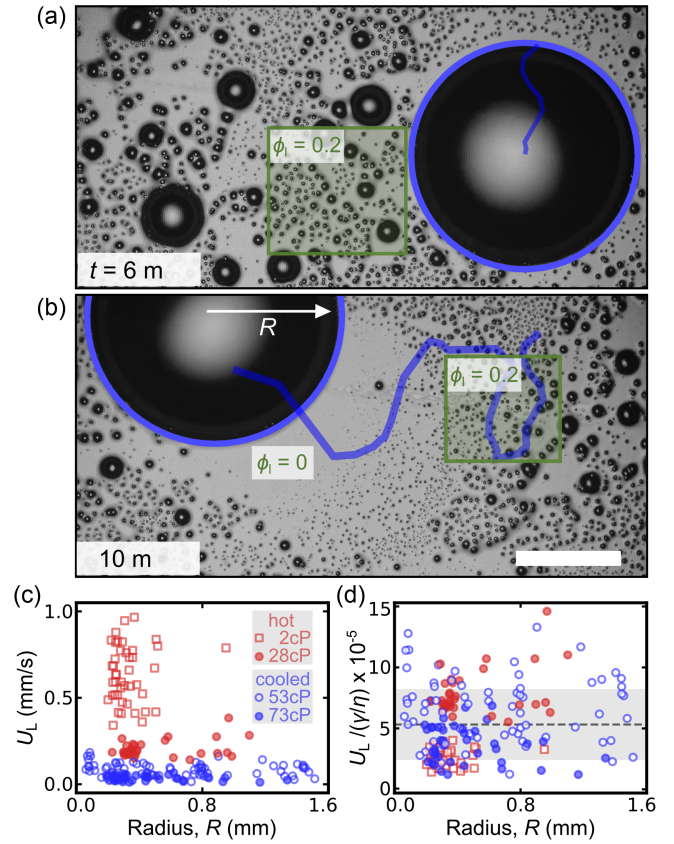 (a)
ϕₗ = 0.2
t = 6 m
(b)
R
ϕₗ = 0.2
ϕₗ = 0
10 m
(c)
1.0
0.5
0.0
U_L (mm/s)
hot
2cP
28cP
cooled
53cP
73cP
0.0 0.8 1.6
Radius, R (mm)
(d)
15
10
5
0
U_L /(γ/η) x 10⁻⁵
0.0 0.8 1.6
Radius, R (mm)